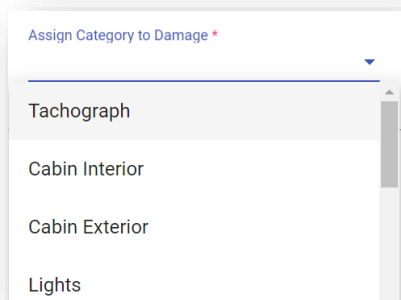 Assign Category to Damage *
Tachograph
Cabin Interior
Cabin Exterior
Lights